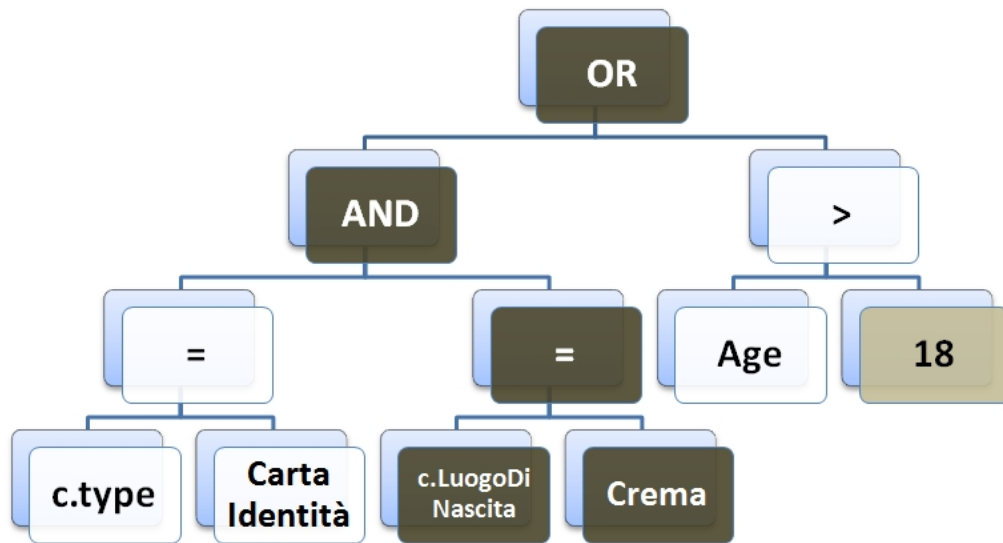 OR
AND
>
=
=
Age
18
c.type
Carta
Identità
c.LuogoDi
Nascita
Crema